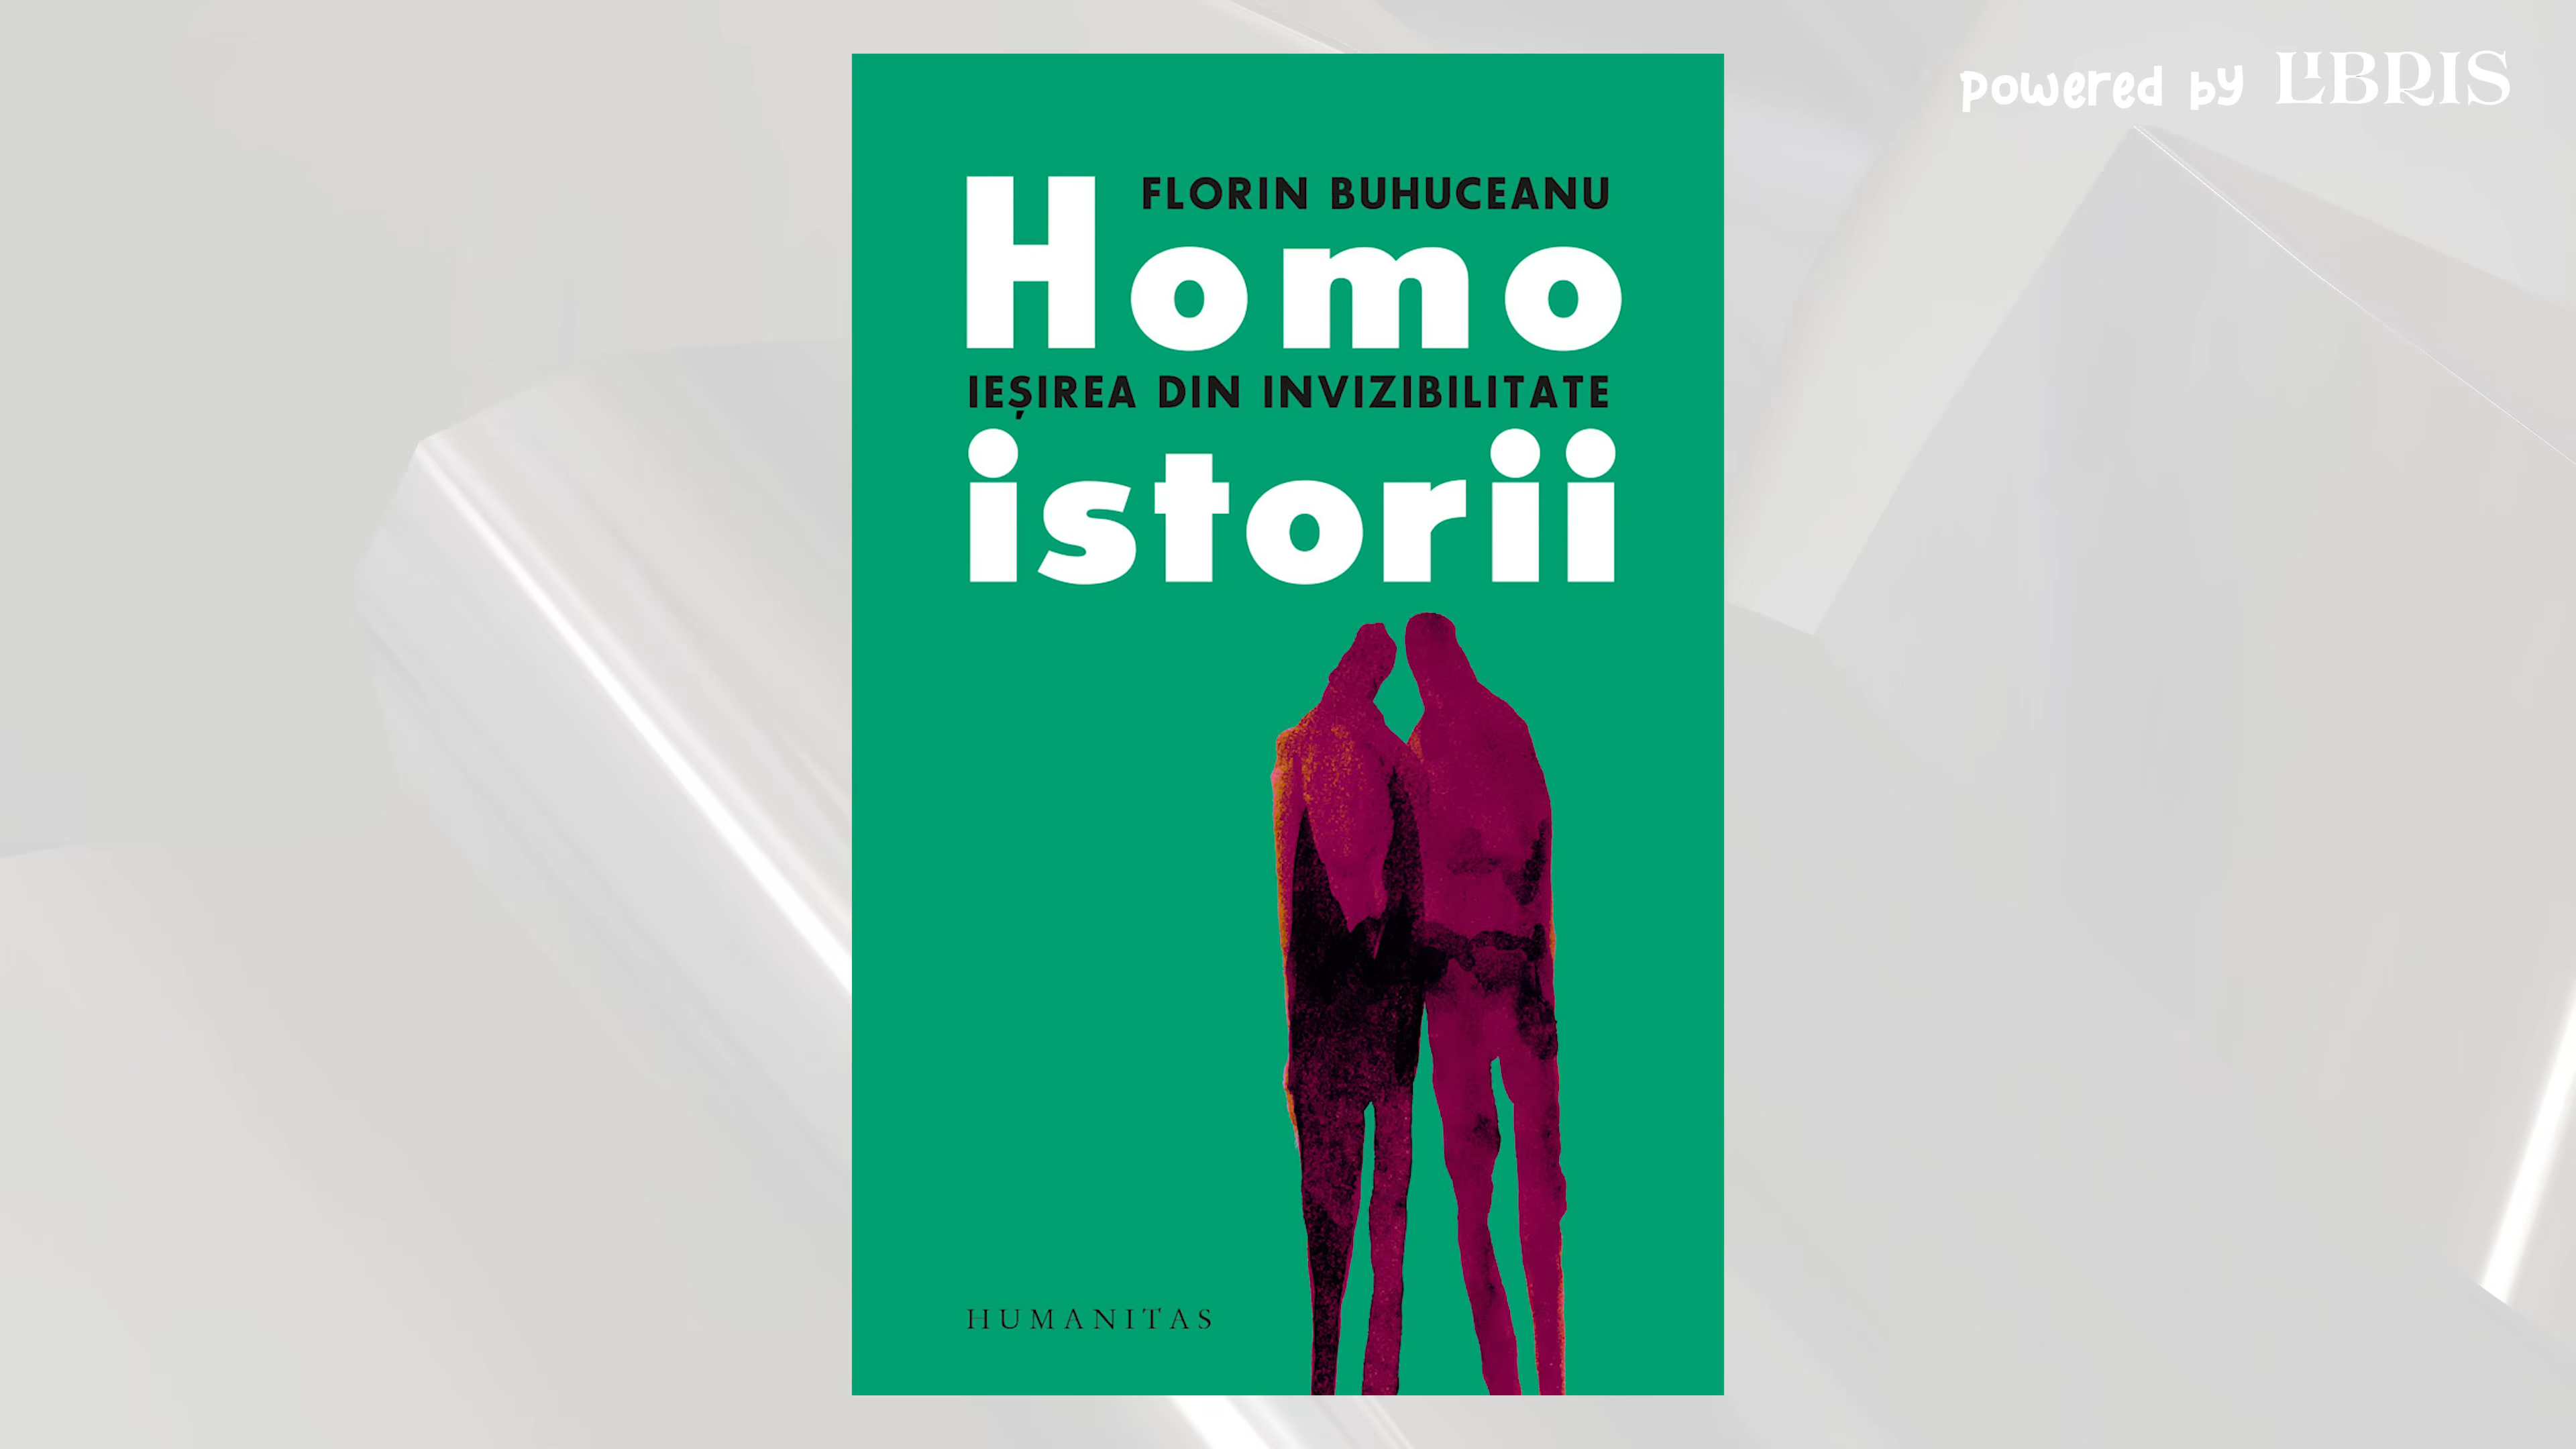 powered by LIBRIS
FLORIN BUHUCEANU
Homo
IEȘIREA DIN INVIZIBILITATE
istorii
HUMANITAS